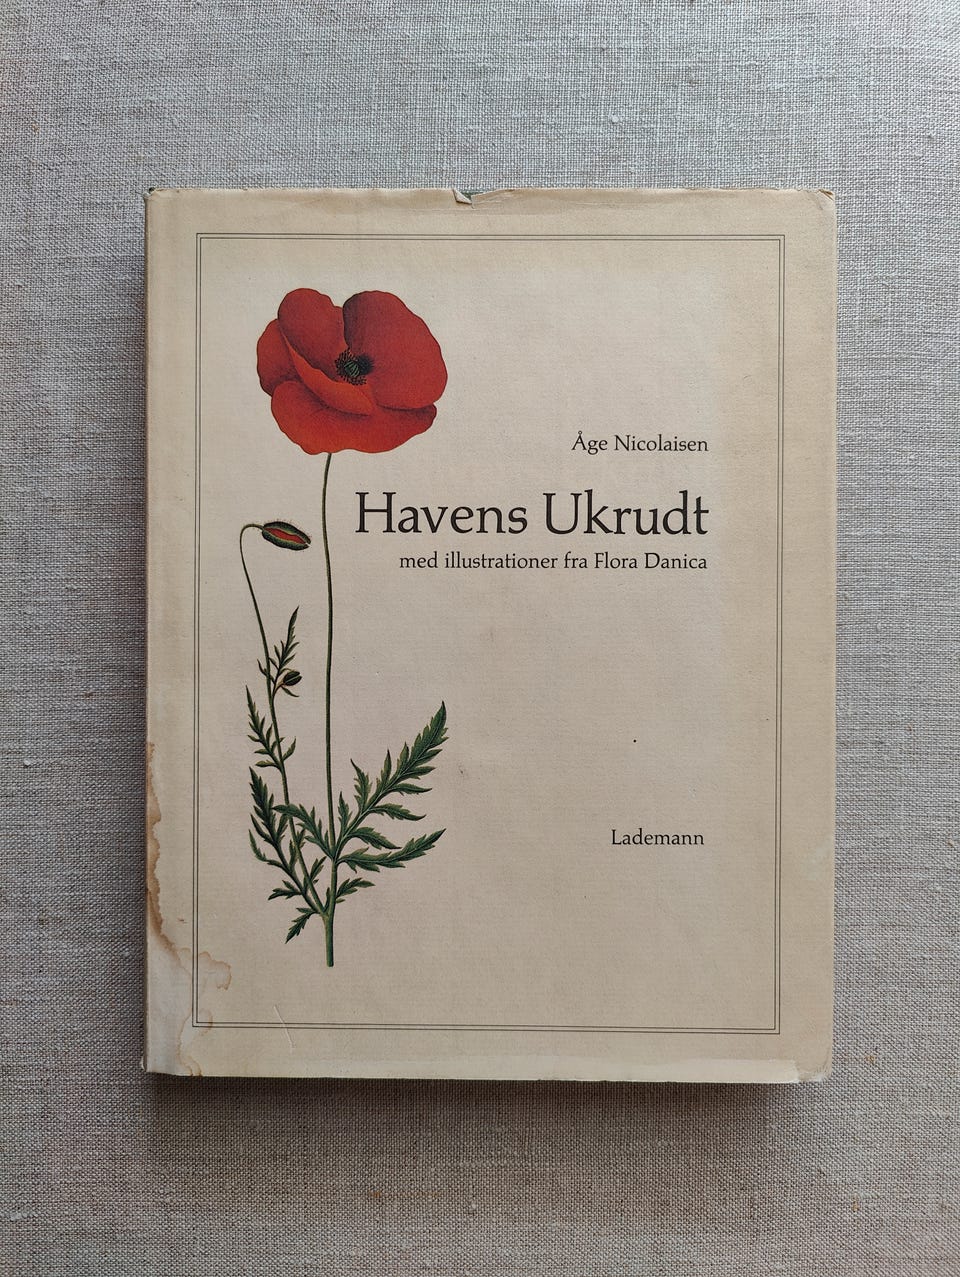 Åge Nicolaisen
Havens Ukrudt
med illustrationer fra Flora Danica
Lademann